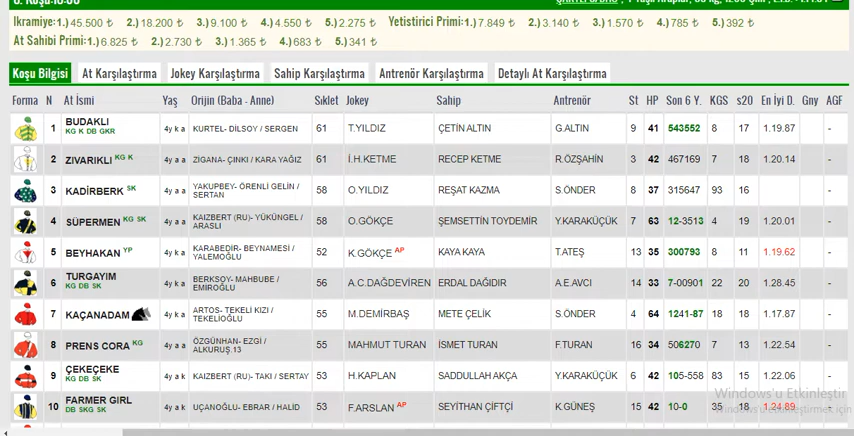 İkramiye: 1.) 45.500 ₺ 2.) 18.200 ₺ 3.) 9.100 ₺ 4.) 4.550 ₺ 5.) 2.275 ₺ Yetistirici Primi: 1.) 7.849 ₺ 2.) 3.140 ₺ 3.) 1.570 ₺ 4.) 785 ₺ 5.) 392 ₺
At Sahibi Primi: 1.) 6.825 ₺ 2.) 2.730 ₺ 3.) 1.365 ₺ 4.) 683 ₺ 5.) 341 ₺
Koşu Bilgisi At Karşılaştırma Jokey Karşılaştırma Sahip Karşılaştırma Antrenör Karşılaştırma Detaylı At Karşılaştırma
Forma N At İsmi Yaş Orijin (Baba - Anne) Sıklet Jokey Sahip Antrenör St HP Son 6 Y. KGS s20 En İyi D. Gny AGF
1 BUDAKLI KG K DB GKR 4y k a KURTEL- DİLSOY / SERGEN 61 T.YILDIZ ÇETİN ALTIN G.ALTIN 9 41 543552 8 17 1.19.87 -
2 ZIVARIKLI KG K 4y a a ZİGANA- ÇINKI / KARA YAĞIZ 61 İ.H.KETME RECEP KETME R.ÖZŞAHİN 3 42 467169 7 18 1.20.14 -
3 KADİRBERK SK 4y a a YAKUPBEY- ÖRENLİ GELİN / SERTAN 58 O.YILDIZ REŞAT KAZMA S.ÖNDER 8 37 315647 93 16 -
4 SÜPERMEN KG SK 4y a a KAIZBERT (RU)- YÜKÜNGEL / ARASLI 58 O.GÖKÇE ŞEMSETTİN TOYDEMİR Y.KARAKÜÇÜK 7 63 12-3513 4 19 1.20.01 -
5 BEYHAKAN YP 4y k a KARABEDİR- BEYNAMESİ / YALEMOĞLU 52 K.GÖKÇE AP KAYA KAYA T.ATEŞ 13 35 300793 8 11 1.19.62 -
6 TURGAYIM KG DB SK 4y k a BERKSOY- MAHBUBE / EMİROĞLU 56 A.C.DAĞDEVİREN ERDAL DAĞIDIR A.E.AVCI 14 33 7-00901 22 20 1.28.45 -
7 KAÇANADAM 4y k a ARTOS- TEKELİ KIZI / TEKELİOĞLU 55 M.DEMİRBAŞ METE ÇELİK S.ÖNDER 4 64 1241-87 18 18 1.17.87 -
8 PRENS CORA KG 4y a a ÖZGÜNHAN- EZGİ / ALKURUŞ.13 55 MAHMUT TURAN İSMET TURAN F.TURAN 16 34 506270 7 13 1.22.54 -
9 ÇEKEÇEKE KG DB SK 4y a k KAIZBERT (RU)- TAKI / SERTAY 53 H.KAPLAN SADDULLAH AKÇA Y.KARAKÜÇÜK 6 42 105-558 83 15 1.22.06 -
10 FARMER GIRL DB SKG SK 4y a k UÇANOĞLU- EBRAR / HALİD 53 F.ARSLAN AP SEYİTHAN ÇİFTÇİ K.GÜNEŞ 15 42 10-0 35 18 1.24.89 -
Windows'u Etkinleştir
Windows'u etkinleştirmek için